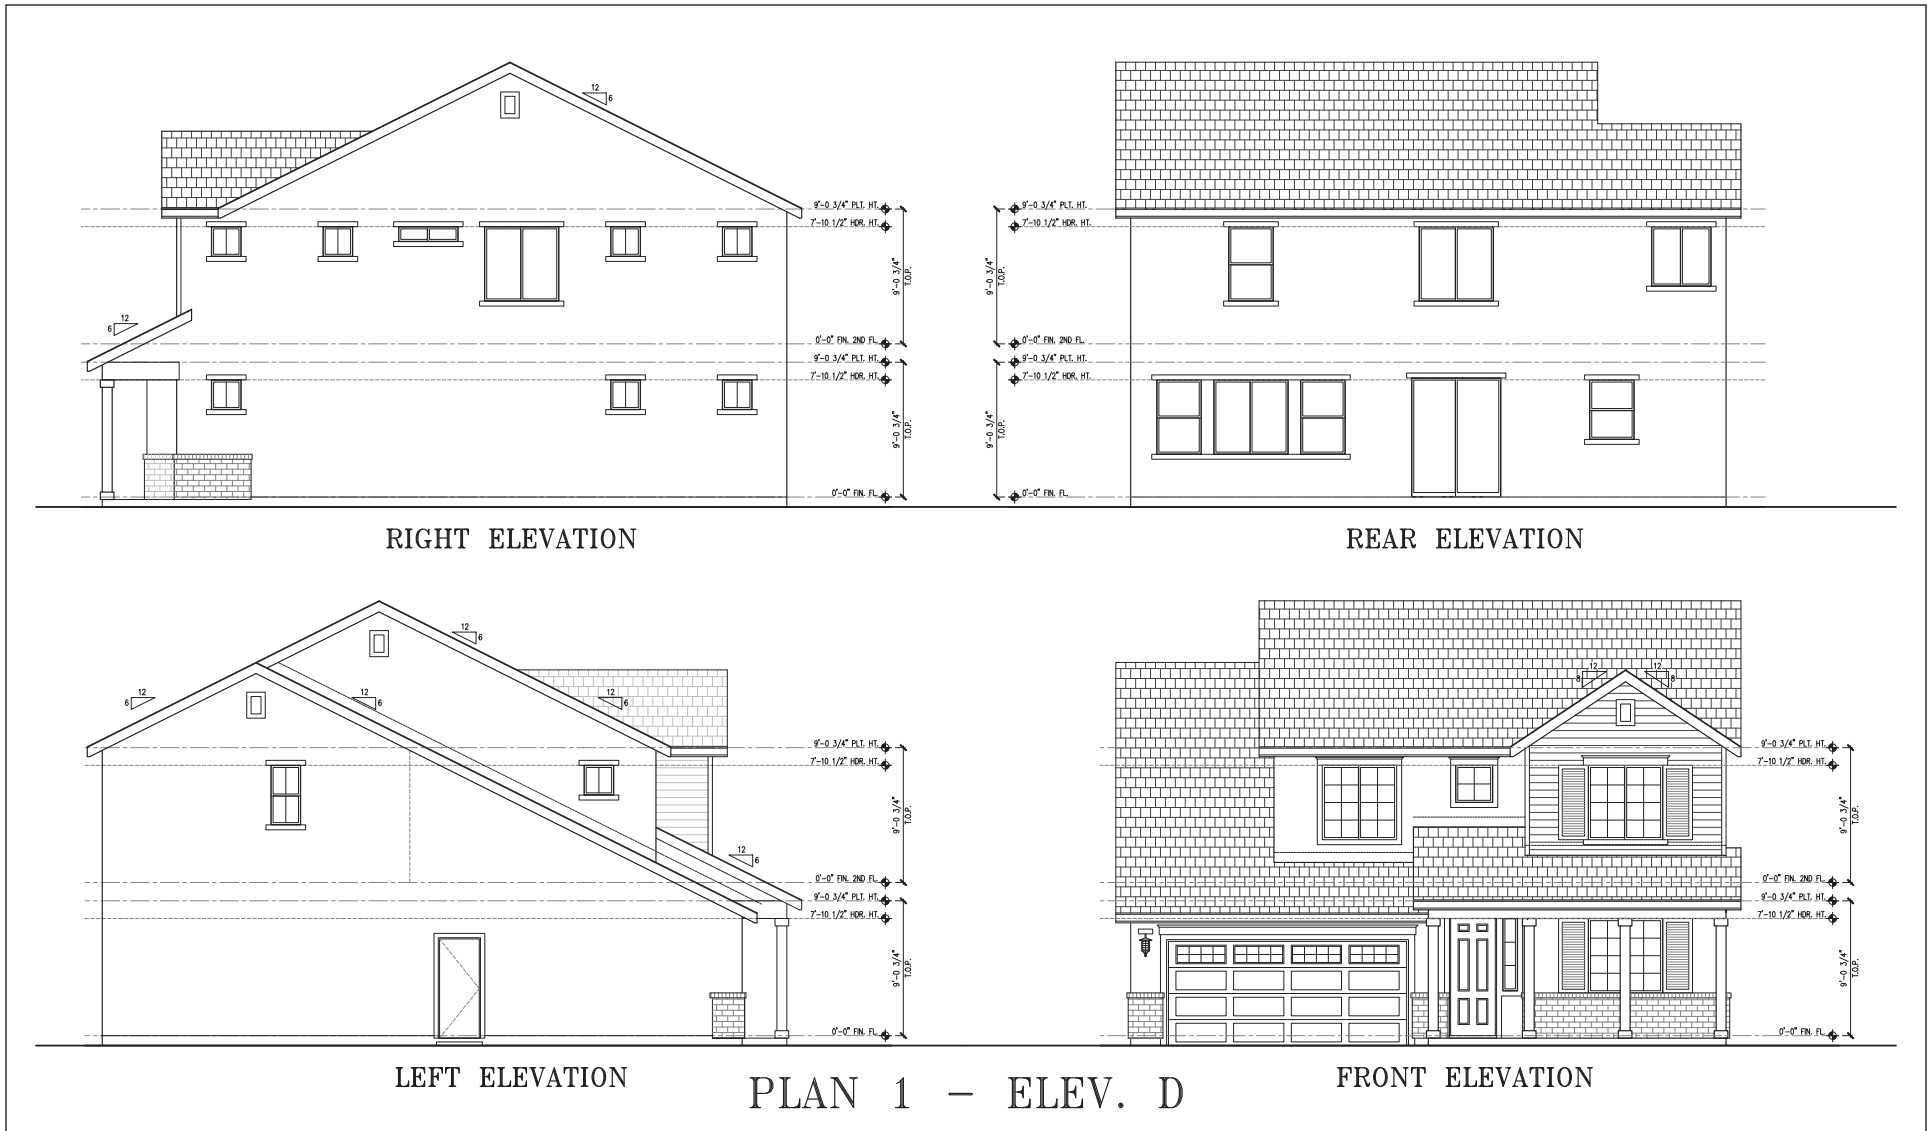 12
6
9'-0 3/4" PLT. HT.
7'-10 1/2" HDR. HT.
9'-0 3/4"
T.O.P.
12
6
0'-0" FIN. 2ND FL.
9'-0 3/4" PLT. HT.
7'-10 1/2" HDR. HT.
9'-0 3/4"
T.O.P.
0'-0" FIN. FL.
RIGHT ELEVATION
9'-0 3/4" PLT. HT.
7'-10 1/2" HDR. HT.
9'-0 3/4"
T.O.P.
0'-0" FIN. 2ND FL.
9'-0 3/4" PLT. HT.
7'-10 1/2" HDR. HT.
9'-0 3/4"
T.O.P.
0'-0" FIN. FL.
REAR ELEVATION
12
6
12
6
12
6
12
6
9'-0 3/4" PLT. HT.
7'-10 1/2" HDR. HT.
9'-0 3/4"
T.O.P.
12
6
0'-0" FIN. 2ND FL.
9'-0 3/4" PLT. HT.
7'-10 1/2" HDR. HT.
9'-0 3/4"
T.O.P.
0'-0" FIN. FL.
LEFT ELEVATION
12
8
12
8
9'-0 3/4" PLT. HT.
7'-10 1/2" HDR. HT.
9'-0 3/4"
T.O.P.
0'-0" FIN. 2ND FL.
9'-0 3/4" PLT. HT.
7'-10 1/2" HDR. HT.
9'-0 3/4"
T.O.P.
0'-0" FIN. FL.
FRONT ELEVATION
PLAN 1 - ELEV. D